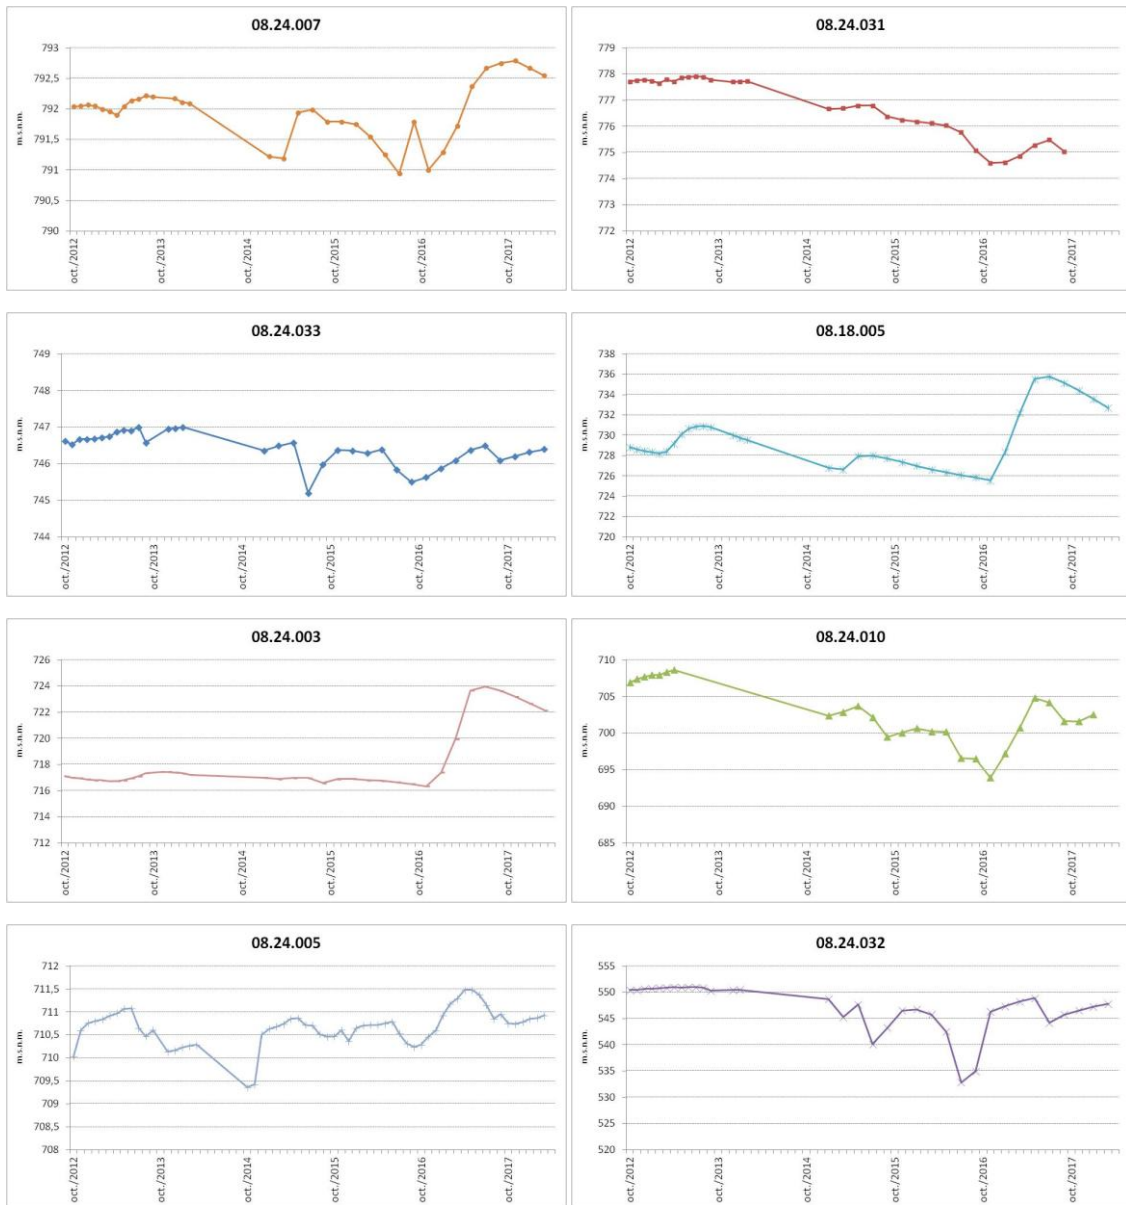 08.24.007
793
792,5
792
791,5
791
790,5
790
m.s.n.m.
oct./2012
oct./2013
oct./2014
oct./2015
oct./2016
oct./2017
08.24.031
779
778
777
776
775
774
773
772
m.s.n.m.
oct./2012
oct./2013
oct./2014
oct./2015
oct./2016
oct./2017
08.24.033
749
748
747
746
745
744
m.s.n.m.
oct./2012
oct./2013
oct./2014
oct./2015
oct./2016
oct./2017
08.18.005
738
736
734
732
730
728
726
724
722
720
m.s.n.m.
oct./2012
oct./2013
oct./2014
oct./2015
oct./2016
oct./2017
08.24.003
726
724
722
720
718
716
714
712
m.s.n.m.
oct./2012
oct./2013
oct./2014
oct./2015
oct./2016
oct./2017
08.24.010
710
705
700
695
690
685
m.s.n.m.
oct./2012
oct./2013
oct./2014
oct./2015
oct./2016
oct./2017
08.24.005
712
711,5
711
710,5
710
709,5
709
708,5
708
m.s.n.m.
oct./2012
oct./2013
oct./2014
oct./2015
oct./2016
oct./2017
08.24.032
555
550
545
540
535
530
525
520
m.s.n.m.
oct./2012
oct./2013
oct./2014
oct./2015
oct./2016
oct./2017